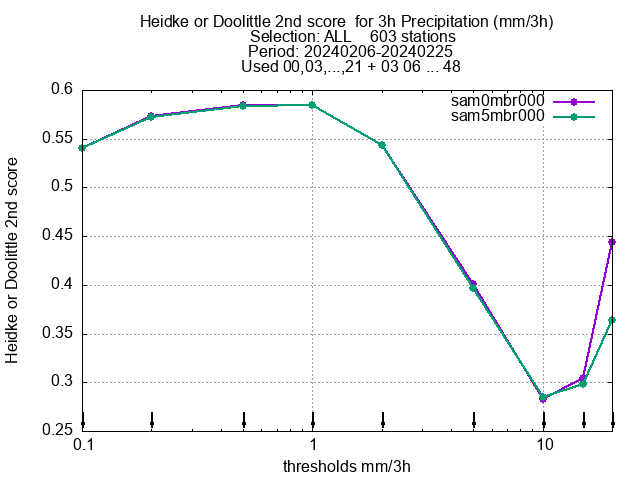 Heidke or Doolittle 2nd score  for 3h Precipitation (mm/3h)
Selection: ALL    603 stations
Period: 20240206-20240225
Used 00,03,...,21 + 03 06 ... 48
sam0mbr000
sam5mbr000
Heidke or Doolittle 2nd score
0.6
0.55
0.5
0.45
0.4
0.35
0.3
0.25
0.1
1
10
thresholds mm/3h